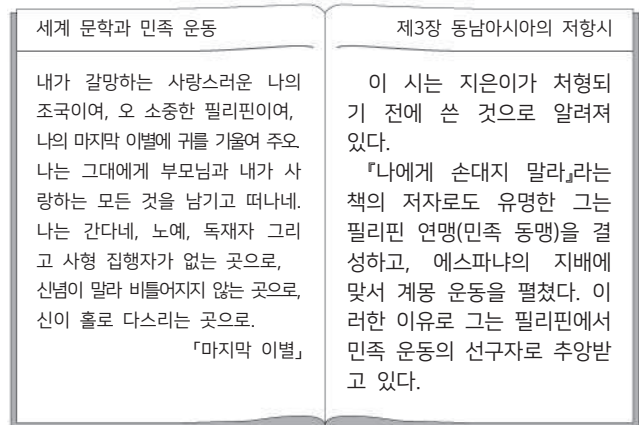 세계 문학과 민족 운동
내가 갈망하는 사랑스러운 나의
조국이여, 오 소중한 필리핀이여,
나의 마지막 이별에 귀를 기울여 주오.
나는 그대에게 부모님과 내가 사
랑하는 모든 것을 남기고 떠나네.
나는 간다네, 노예, 독재자 그리
고 사형 집행자가 없는 곳으로,
신념이 말라 비틀어지지 않는 곳으로,
신이 홀로 다스리는 곳으로.
「마지막 이별」
제3장 동남아시아의 저항시
이 시는 지은이가 처형되
기 전에 쓴 것으로 알려져
있다.
『나에게 손대지 말라』라는
책의 저자로도 유명한 그는
필리핀 연맹(민족 동맹)을 결
성하고, 에스파냐의 지배에
맞서 계몽 운동을 펼쳤다. 이
러한 이유로 그는 필리핀에서
민족 운동의 선구자로 추앙받
고 있다.